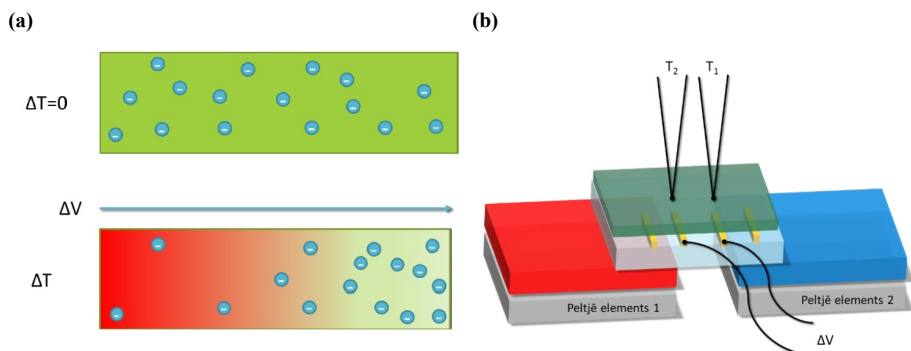 (a)
ΔT=0
ΔV
ΔT
(b)
T2 T1
Peltjē elements 1
Peltjē elements 2
ΔV